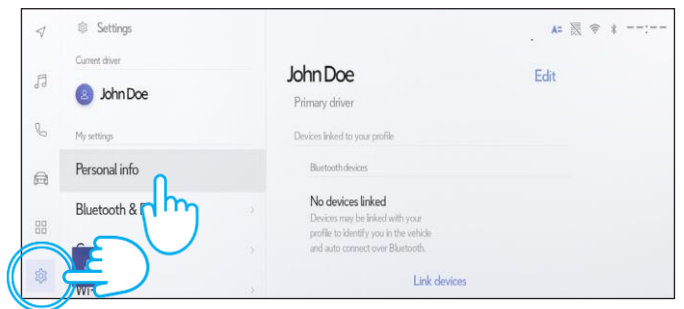 Settings
--:--
Current driver
John Doe
My settings
Personal info
Bluetooth &
Wi-
John Doe
Edit
Primary driver
Devices linked to your profile
Bluetooth devices
No devices linked
Devices may be linked with your
profile to identify you in the vehicle
and auto connect over Bluetooth.
Link devices